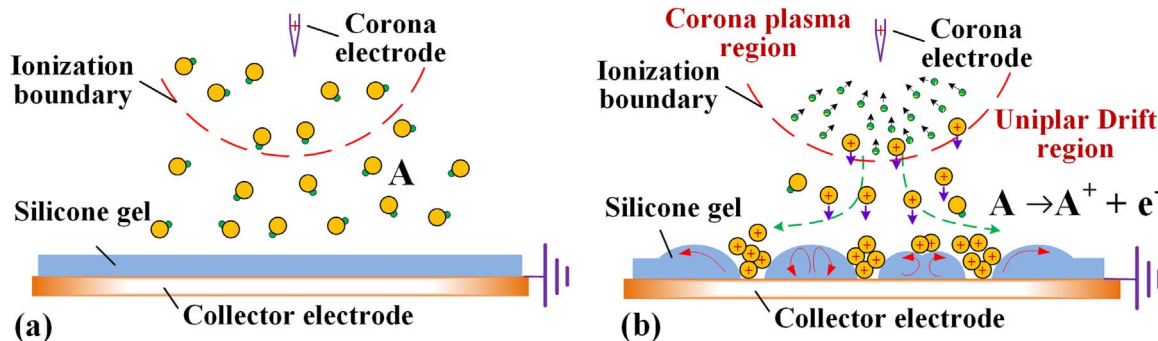 Corona
electrode
Ionization
boundary
A
Silicone gel
Collector electrode
(a)
Corona plasma
region
Corona
electrode
Ionization
boundary
Uniplar Drift
region
Silicone gel
A → A⁺ + e⁻
Collector electrode
(b)